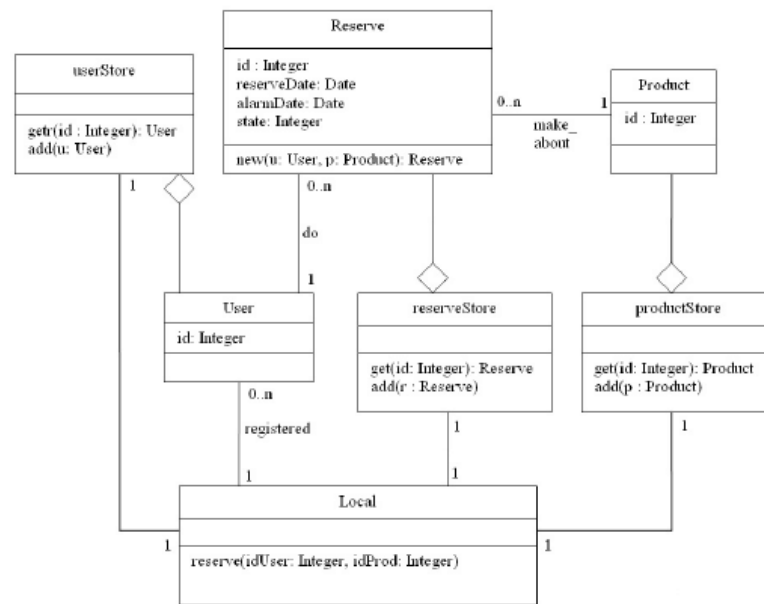 Reserve
id : Integer
reserveDate: Date
alarmDate: Date
state: Integer
new(u: User, p: Product): Reserve
userStore
getr(id : Integer): User
add(u: User)
Product
id : Integer
0..n
1
make_
about
1
0..n
do
1
User
id: Integer
reserveStore
get(id: Integer): Reserve
add(r : Reserve)
productStore
get(id: Integer): Product
add(p : Product)
0..n
registered
1
1
1
1
Local
reserve(idUser: Integer, idProd: Integer)
1
1